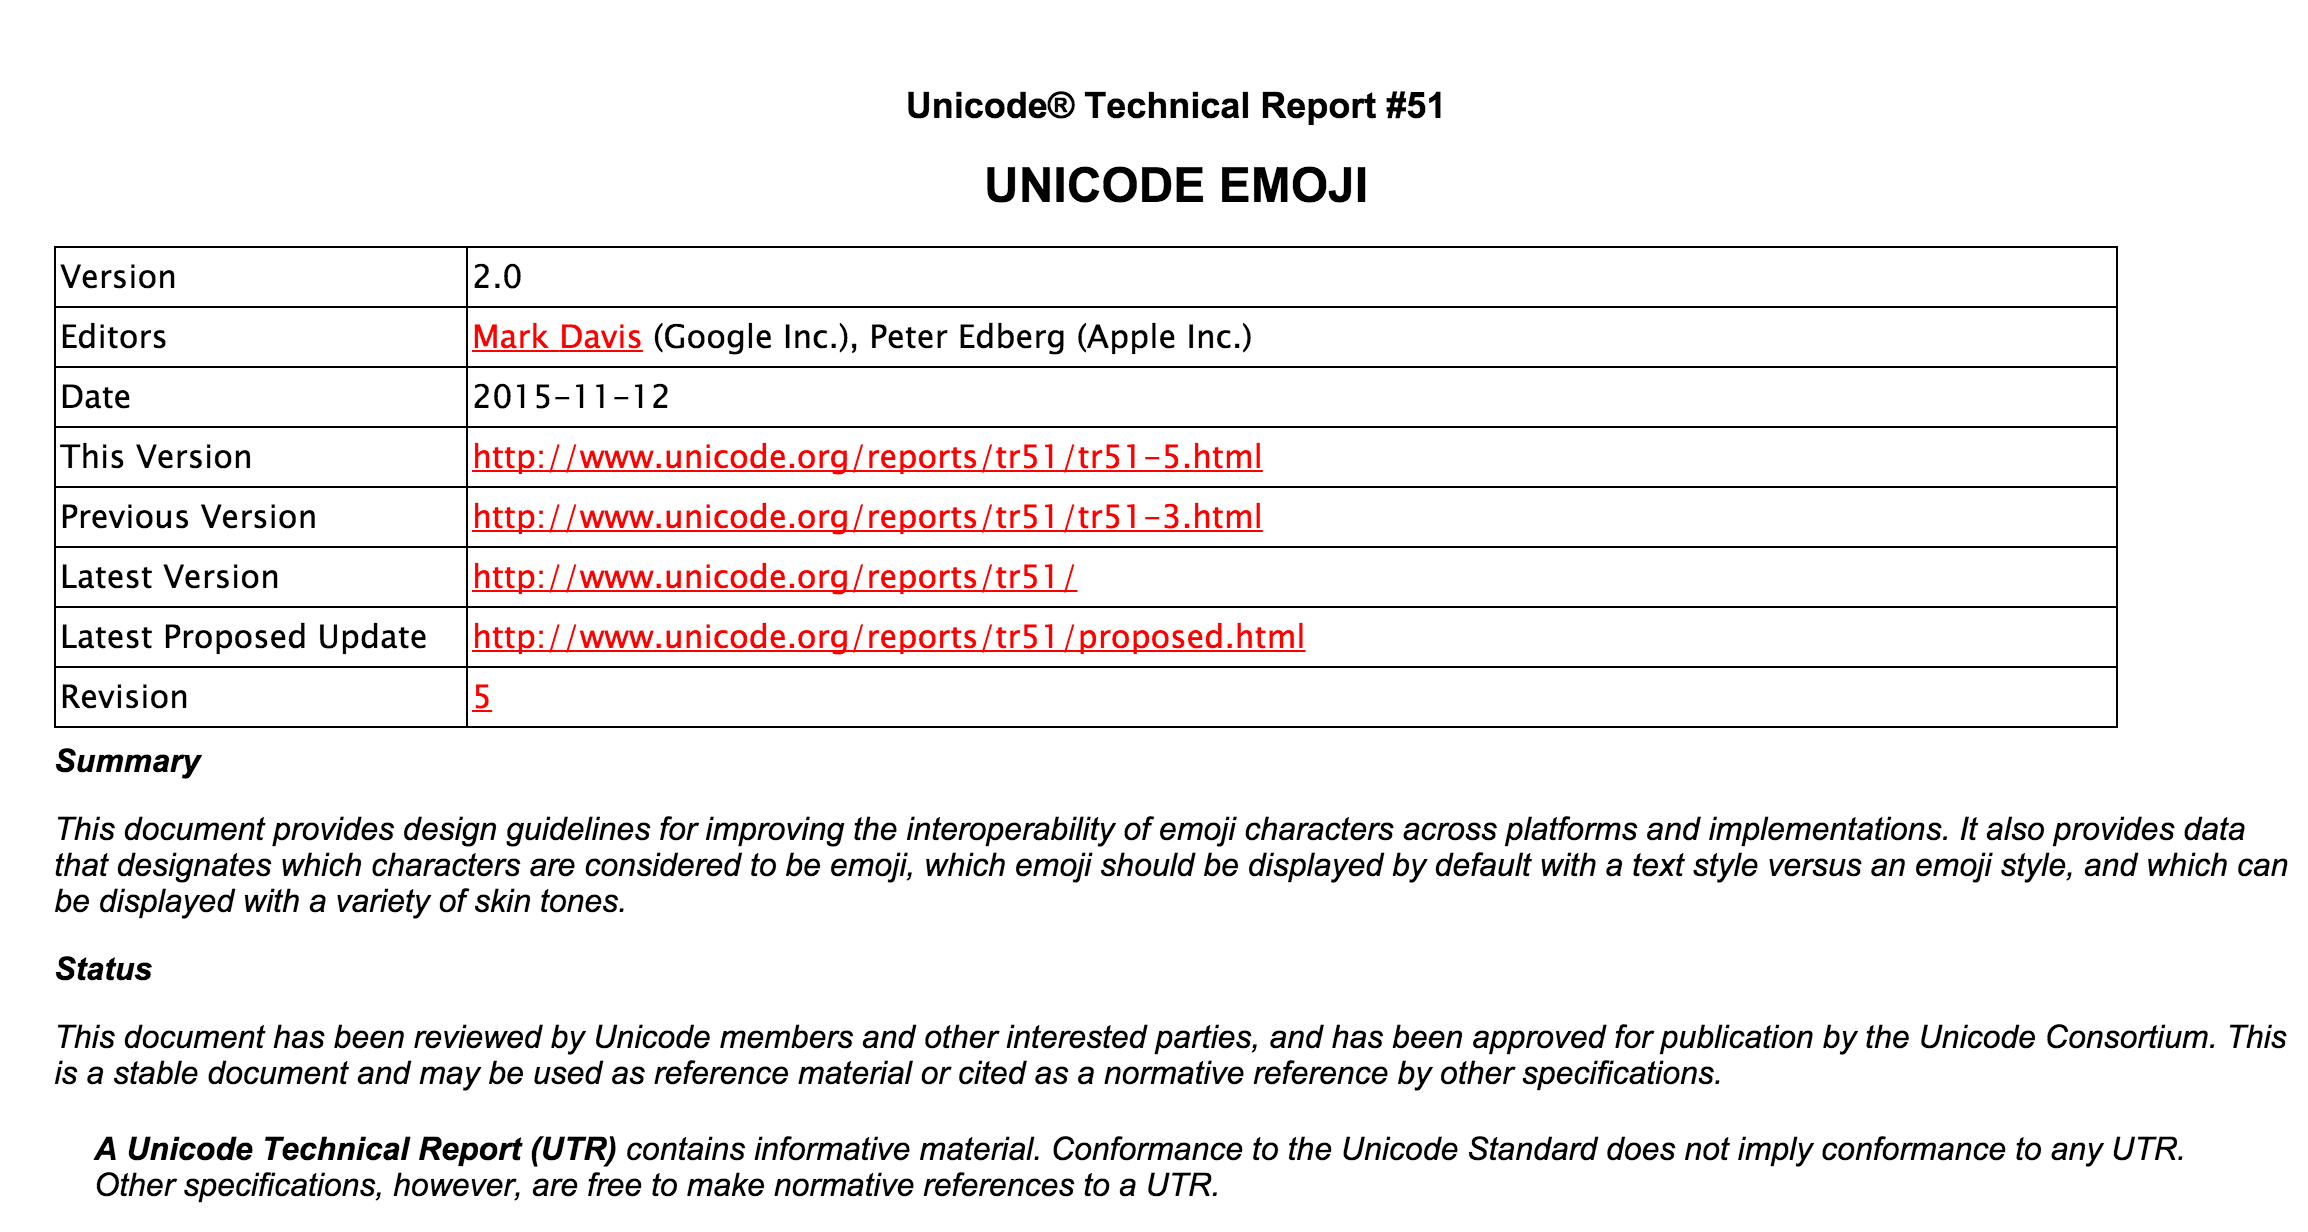 Unicode® Technical Report #51
UNICODE EMOJI
Version 2.0
Editors Mark Davis (Google Inc.), Peter Edberg (Apple Inc.)
Date 2015-11-12
This Version http://www.unicode.org/reports/tr51/tr51-5.html
Previous Version http://www.unicode.org/reports/tr51/tr51-3.html
Latest Version http://www.unicode.org/reports/tr51/
Latest Proposed Update http://www.unicode.org/reports/tr51/proposed.html
Revision 5
Summary
This document provides design guidelines for improving the interoperability of emoji characters across platforms and implementations. It also provides data
that designates which characters are considered to be emoji, which emoji should be displayed by default with a text style versus an emoji style, and which can
be displayed with a variety of skin tones.
Status
This document has been reviewed by Unicode members and other interested parties, and has been approved for publication by the Unicode Consortium. This
is a stable document and may be used as reference material or cited as a normative reference by other specifications.
A Unicode Technical Report (UTR) contains informative material. Conformance to the Unicode Standard does not imply conformance to any UTR.
Other specifications, however, are free to make normative references to a UTR.